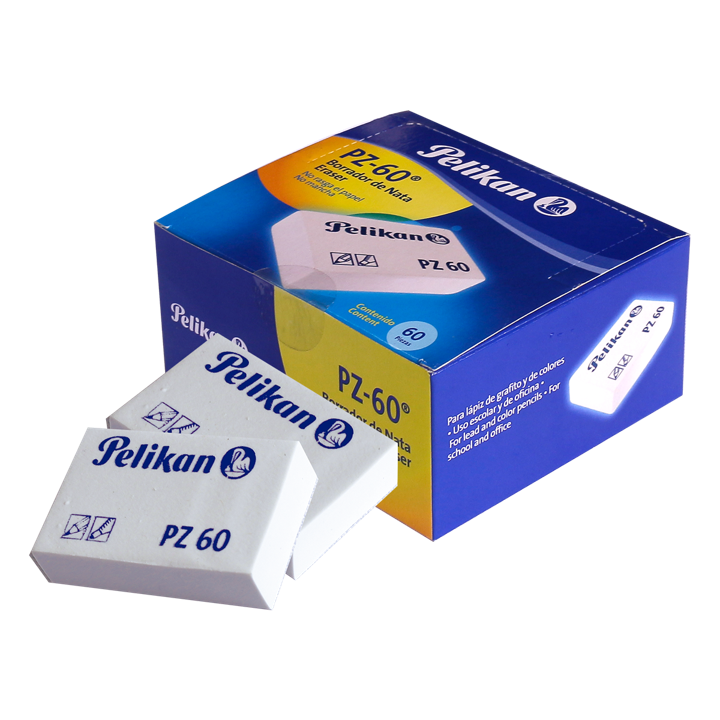 PZ-60®
Borrador de Nata
Eraser
No rasga el papel
No mancha
Pelikan
Pelikan
PZ 60
Contenido
Content
60
Piezas
Pelikan
PZ-60®
Borrador de Nata
Eraser
Para lápiz de grafito y de colores
- Uso escolar y de oficina -
For lead and color pencils - For
school and office
Pelikan
PZ 60
Pelikan
Pelikan
PZ 60